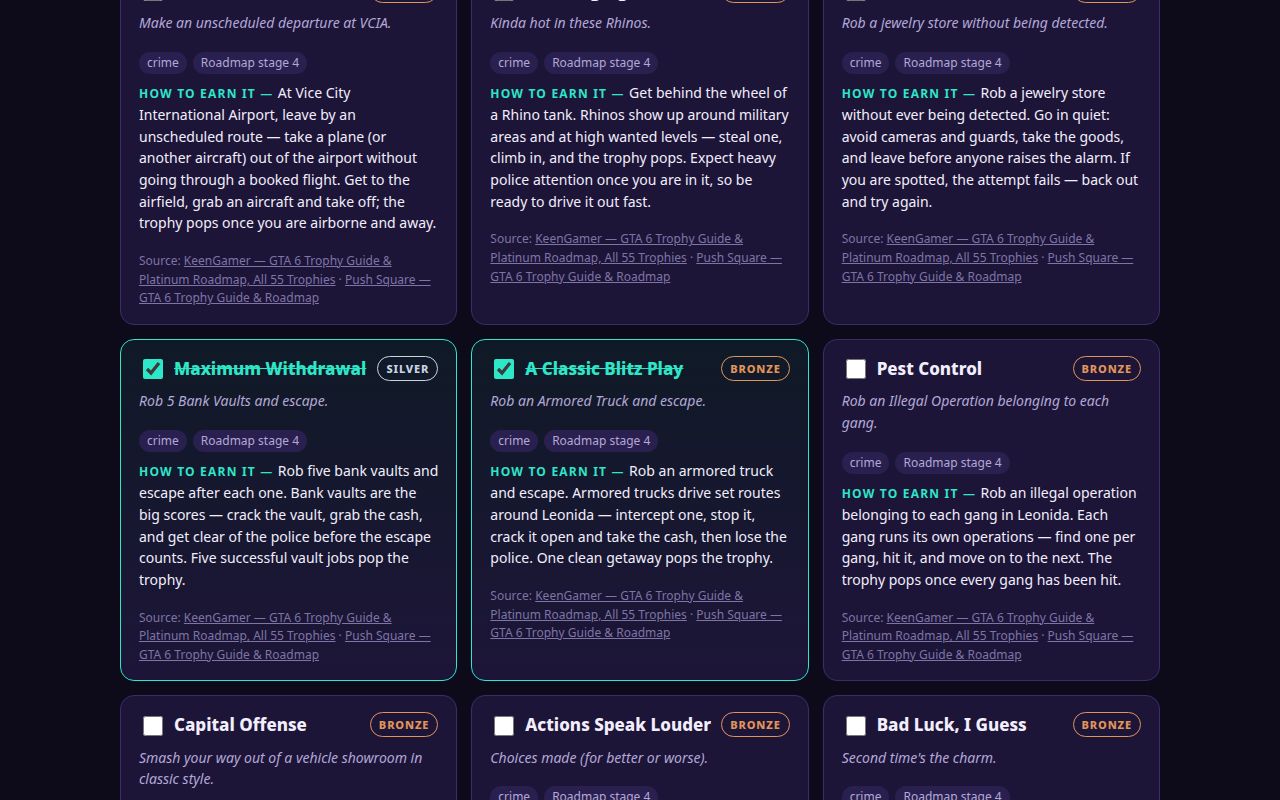 Make an unscheduled departure at VCIA.
crime
Roadmap stage 4
HOW TO EARN IT — At Vice City
International Airport, leave by an
unscheduled route — take a plane (or
another aircraft) out of the airport without
going through a booked flight. Get to the
airfield, grab an aircraft and take off; the
trophy pops once you are airborne and away.
Source: KeenGamer — GTA 6 Trophy Guide &
Platinum Roadmap, All 55 Trophies · Push Square —
GTA 6 Trophy Guide & Roadmap
Kinda hot in these Rhinos.
crime
Roadmap stage 4
HOW TO EARN IT — Get behind the wheel of
a Rhino tank. Rhinos show up around military
areas and at high wanted levels — steal one,
climb in, and the trophy pops. Expect heavy
police attention once you are in it, so be
ready to drive it out fast.
Source: KeenGamer — GTA 6 Trophy Guide &
Platinum Roadmap, All 55 Trophies · Push Square —
GTA 6 Trophy Guide & Roadmap
Rob a jewelry store without being detected.
crime
Roadmap stage 4
HOW TO EARN IT — Rob a jewelry store
without ever being detected. Go in quiet:
avoid cameras and guards, take the goods,
and leave before anyone raises the alarm. If
you are spotted, the attempt fails — back out
and try again.
Source: KeenGamer — GTA 6 Trophy Guide &
Platinum Roadmap, All 55 Trophies · Push Square —
GTA 6 Trophy Guide & Roadmap
Maximum Withdrawal
SILVER
Rob 5 Bank Vaults and escape.
crime
Roadmap stage 4
HOW TO EARN IT — Rob five bank vaults and
escape after each one. Bank vaults are the
big scores — crack the vault, grab the cash,
and get clear of the police before the escape
counts. Five successful vault jobs pop the
trophy.
Source: KeenGamer — GTA 6 Trophy Guide &
Platinum Roadmap, All 55 Trophies · Push Square —
GTA 6 Trophy Guide & Roadmap
A Classic Blitz Play
BRONZE
Rob an Armored Truck and escape.
crime
Roadmap stage 4
HOW TO EARN IT — Rob an armored truck
and escape. Armored trucks drive set routes
around Leonida — intercept one, stop it,
crack it open and take the cash, then lose the
police. One clean getaway pops the trophy.
Source: KeenGamer — GTA 6 Trophy Guide &
Platinum Roadmap, All 55 Trophies · Push Square —
GTA 6 Trophy Guide & Roadmap
Pest Control
BRONZE
Rob an Illegal Operation belonging to each
gang.
crime
Roadmap stage 4
HOW TO EARN IT — Rob an illegal operation
belonging to each gang in Leonida. Each
gang runs its own operations — find one per
gang, hit it, and move on to the next. The
trophy pops once every gang has been hit.
Source: KeenGamer — GTA 6 Trophy Guide &
Platinum Roadmap, All 55 Trophies · Push Square —
GTA 6 Trophy Guide & Roadmap
Capital Offense
BRONZE
Smash your way out of a vehicle showroom in
classic style.
Actions Speak Louder
BRONZE
Choices made (for better or worse).
crime
Roadmap stage 4
Bad Luck, I Guess
BRONZE
Second time's the charm.
crime
Roadmap stage 4